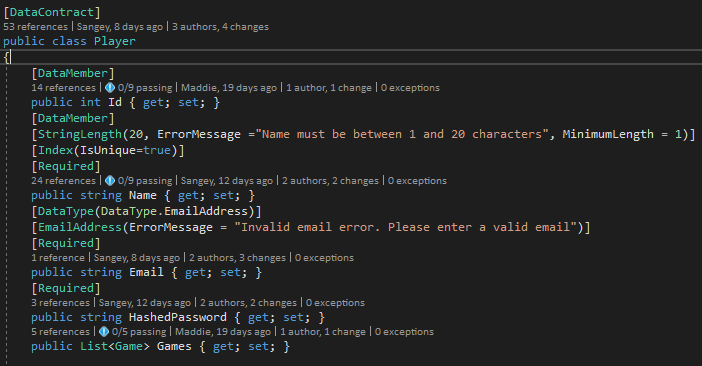 [DataContract]
53 references | Sangey, 8 days ago | 3 authors, 4 changes
public class Player
{
[DataMember]
14 references | 0/9 passing | Maddie, 19 days ago | 1 author, 1 change | 0 exceptions
public int Id { get; set; }
[DataMember]
[StringLength(20, ErrorMessage ="Name must be between 1 and 20 characters", MinimumLength = 1)]
[Index(IsUnique=true)]
[Required]
24 references | 0/9 passing | Sangey, 12 days ago | 2 authors, 2 changes | 0 exceptions
public string Name { get; set; }
[DataType(DataType.EmailAddress)]
[EmailAddress(ErrorMessage = "Invalid email error. Please enter a valid email")]
[Required]
1 reference | Sangey, 8 days ago | 2 authors, 3 changes | 0 exceptions
public string Email { get; set; }
[Required]
3 references | Sangey, 12 days ago | 2 authors, 2 changes | 0 exceptions
public string HashedPassword { get; set; }
5 references | 0/5 passing | Maddie, 19 days ago | 1 author, 1 change | 0 exceptions
public List<Game> Games { get; set; }